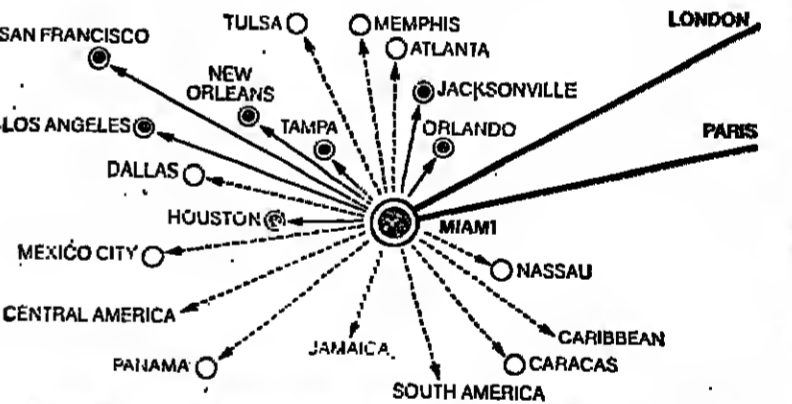 TULSA
MEMPHIS
LONDON
SAN FRANCISCO
ATLANTA
NEW
ORLEANS
JACKSONVILLE
LOS ANGELES
TAMPA
ORLANDO
PARIS
DALLAS
HOUSTON
MIAMI
MEXICO CITY
NASSAU
CENTRAL AMERICA
CARIBBEAN
JAMAICA
PANAMA
CARACAS
SOUTH AMERICA